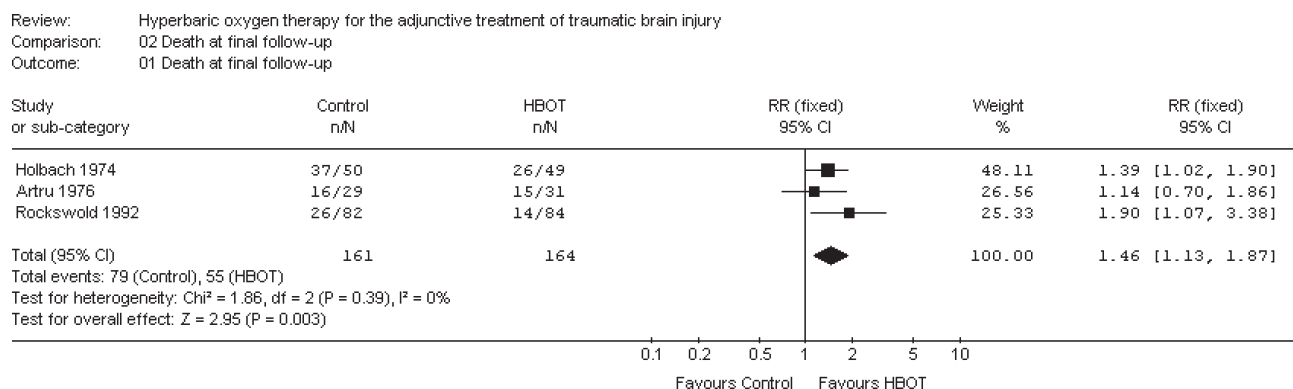 Review: Hyperbaric oxygen therapy for the adjunctive treatment of traumatic brain injury
Comparison: 02 Death at final follow-up
Outcome: 01 Death at final follow-up
Study Control HBOT RR (fixed) Weight RR (fixed)
or sub-category n/N n/N 95% CI % 95% CI
Holbach 1974 37/50 26/49 48.11 1.39 [1.02, 1.90]
Artru 1976 16/29 15/31 26.56 1.14 [0.70, 1.86]
Rockswold 1992 26/82 14/84 25.33 1.90 [1.07, 3.38]
Total (95% CI) 161 164 100.00 1.46 [1.13, 1.87]
Total events: 79 (Control), 55 (HBOT)
Test for heterogeneity: Chi² = 1.86, df = 2 (P = 0.39), I² = 0%
Test for overall effect: Z = 2.95 (P = 0.003)
0.1 0.2 0.5 1 2 5 10
Favours Control Favours HBOT